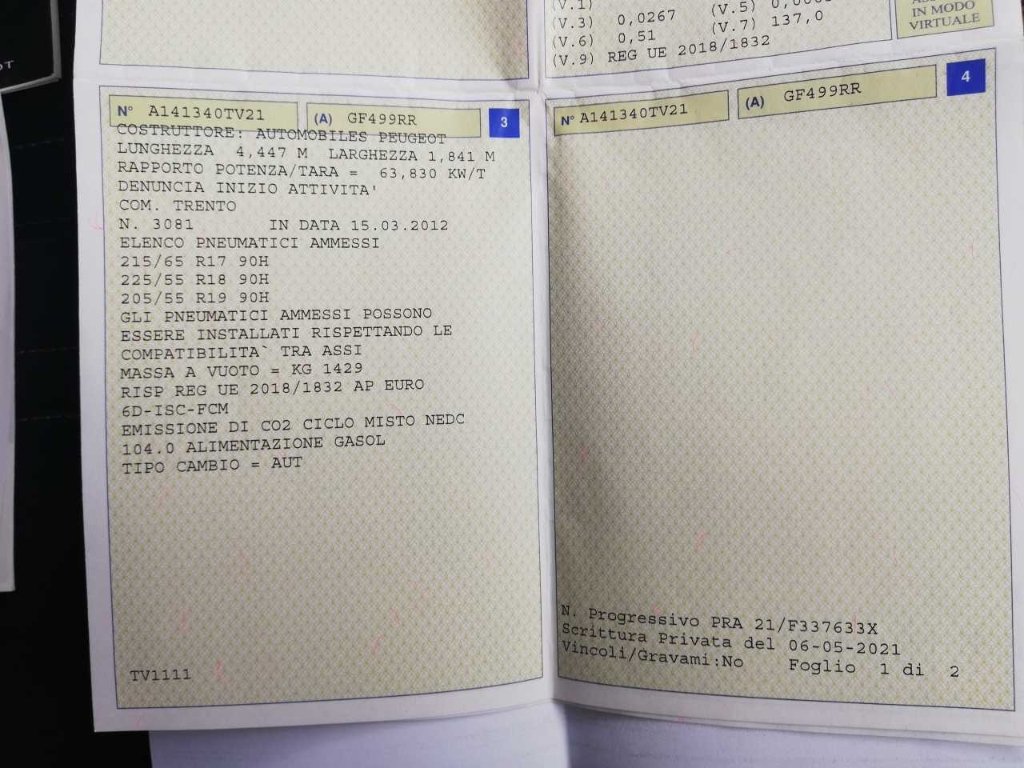 (V.1)
(V.3) 0,0267 (V.5)
(V.6) 0,51 (V.7) 137,0
(V.9) REG UE 2018/1832
IN MODO
VIRTUALE
N° A141340TV21 (A) GF499RR 3
COSTRUTTORE: AUTOMOBILES PEUGEOT
LUNGHEZZA 4,447 M LARGHEZZA 1,841 M
RAPPORTO POTENZA/TARA = 63,830 KW/T
DENUNCIA INIZIO ATTIVITA'
COM. TRENTO
N. 3081 IN DATA 15.03.2012
ELENCO PNEUMATICI AMMESSI
215/65 R17 90H
225/55 R18 90H
205/55 R19 90H
GLI PNEUMATICI AMMESSI POSSONO
ESSERE INSTALLATI RISPETTANDO LE
COMPATIBILITA` TRA ASSI
MASSA A VUOTO = KG 1429
RISP REG UE 2018/1832 AP EURO
6D-ISC-FCM
EMISSIONE DI CO2 CICLO MISTO NEDC
104.0 ALIMENTAZIONE GASOL
TIPO CAMBIO = AUT
TV1111
N° A141340TV21 (A) GF499RR 4
N. Progressivo PRA 21/F337633X
Scrittura Privata del 06-05-2021
Vincoli/Gravami:No Foglio 1 di 2